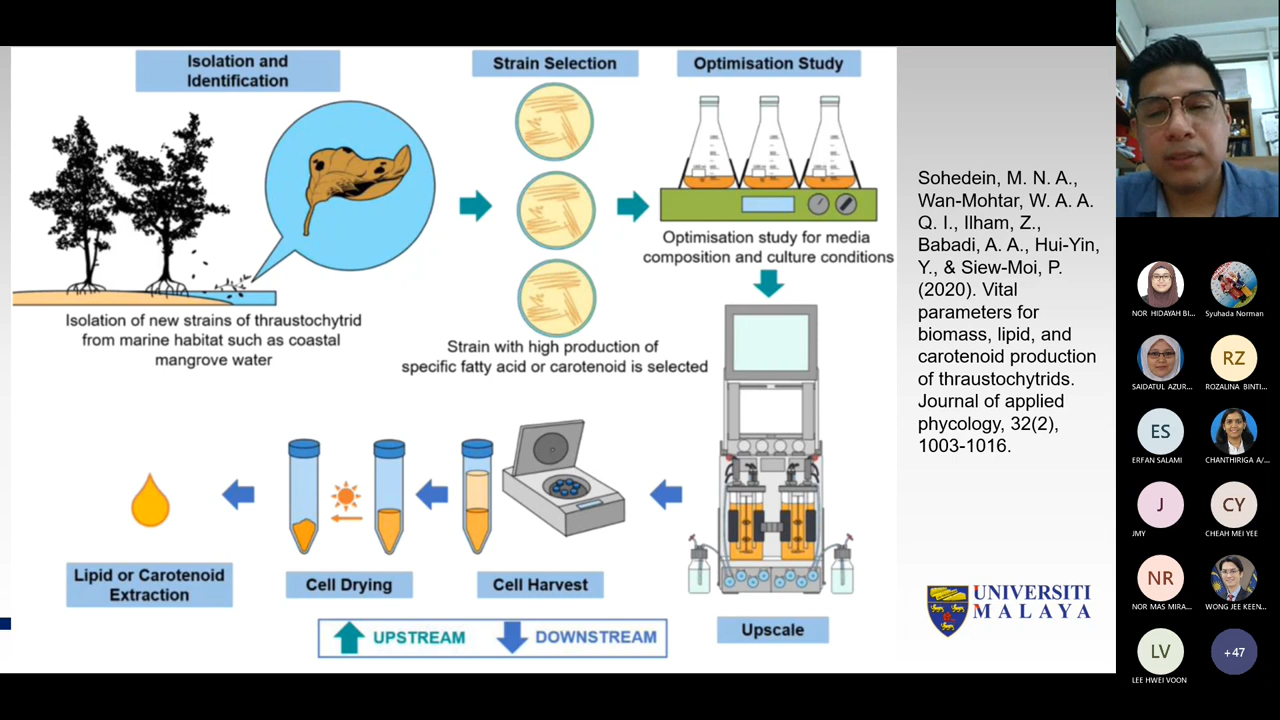 Isolation and
Identification
Strain Selection
Optimisation Study
Isolation of new strains of thraustochytrid
from marine habitat such as coastal
mangrove water
Strain with high production of
specific fatty acid or carotenoid is selected
Optimisation study for media
composition and culture conditions
Upscale
Cell Harvest
Cell Drying
Lipid or Carotenoid
Extraction
UPSTREAM
DOWNSTREAM
Sohedein, M. N. A.,
Wan-Mohtar, W. A. A.
Q. I., Ilham, Z.,
Babadi, A. A., Hui-Yin,
Y., & Siew-Moi, P.
(2020). Vital
parameters for
biomass, lipid, and
carotenoid production
of thraustochytrids.
Journal of applied
phycology, 32(2),
1003-1016.
UNIVERSITI
MALAYA
NOR HIDAYAH BI...
Syuhada Norman
SAIDATUL AZUR...
RZ
ROZALINA BINTI...
ES
ERFAN SALAMI
CHANTHIRIGA A/...
J
JMY
CY
CHEAH MEI YEE
NR
NOR MAS MIRA...
WONG JEE KEEN...
LV
LEE HWEI VOON
+47